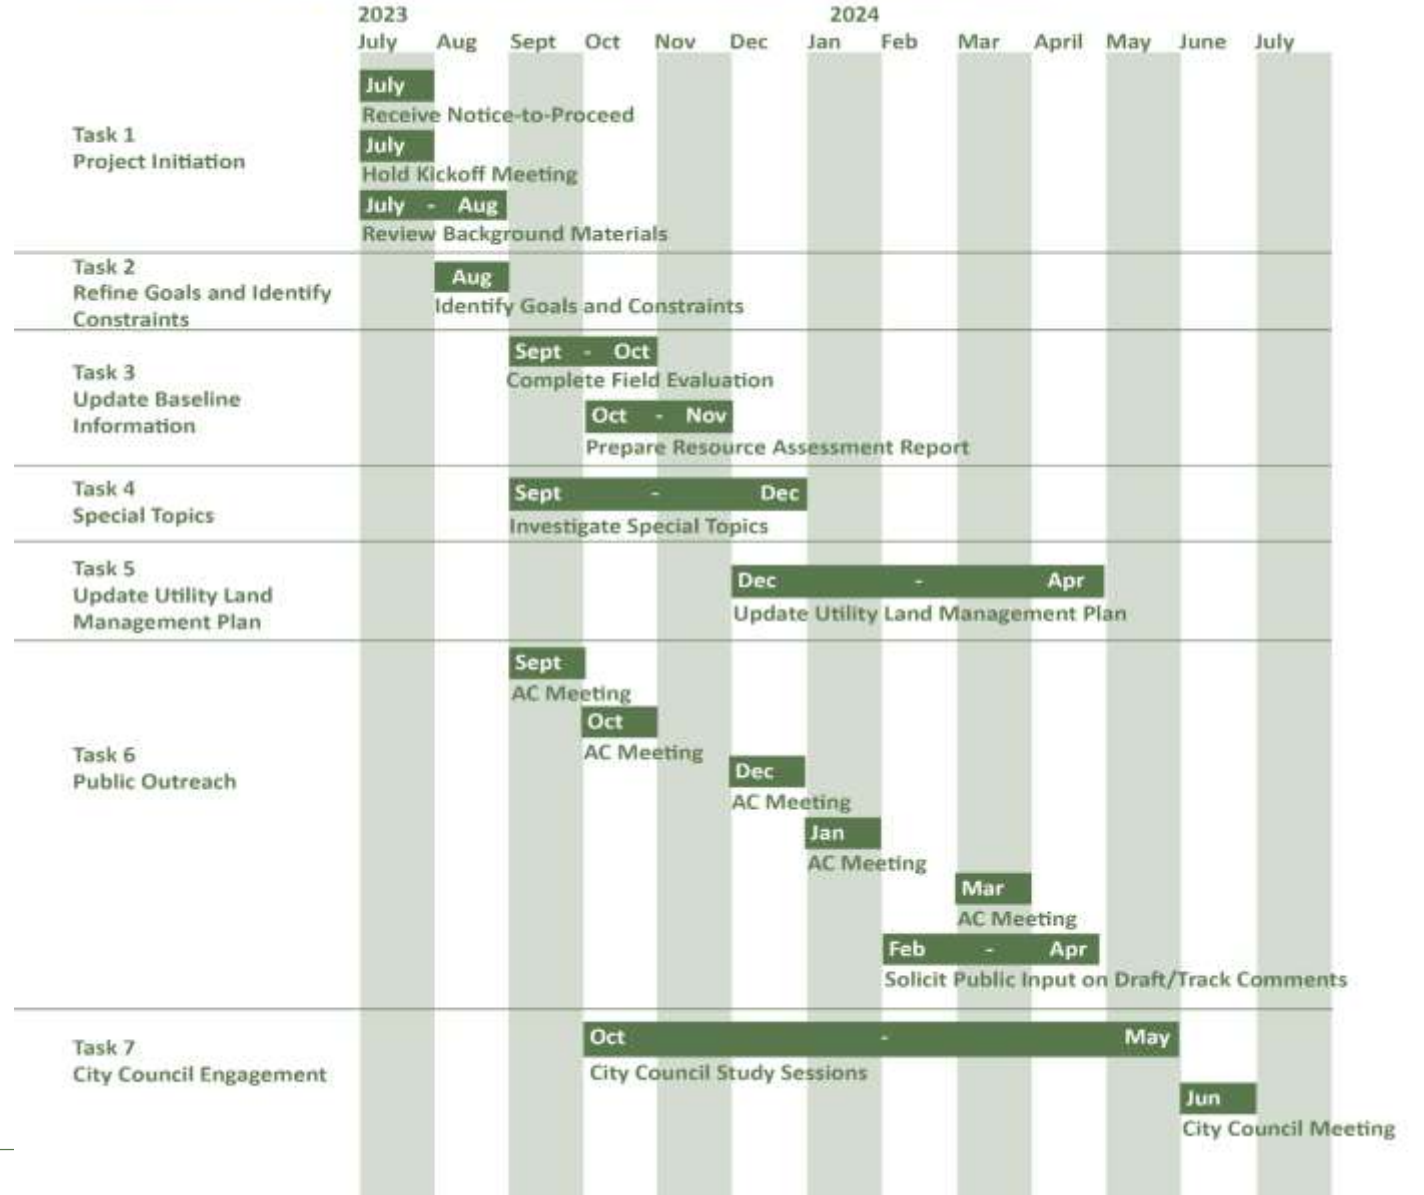 2023 2024
July Aug Sept Oct Nov Dec Jan Feb Mar April May June July
Task 1
Project Initiation
July
Receive Notice-to-Proceed
July
Hold Kickoff Meeting
July - Aug
Review Background Materials
Task 2
Refine Goals and Identify
Constraints
Aug
Identify Goals and Constraints
Task 3
Update Baseline
Information
Sept - Oct
Complete Field Evaluation
Oct - Nov
Prepare Resource Assessment Report
Task 4
Special Topics
Sept - Dec
Investigate Special Topics
Task 5
Update Utility Land
Management Plan
Dec - Apr
Update Utility Land Management Plan
Task 6
Public Outreach
Sept
AC Meeting
Oct
AC Meeting
Dec
AC Meeting
Jan
AC Meeting
Mar
AC Meeting
Feb - Apr
Solicit Public Input on Draft/Track Comments
Task 7
City Council Engagement
Oct - May
City Council Study Sessions
Jun
City Council Meeting